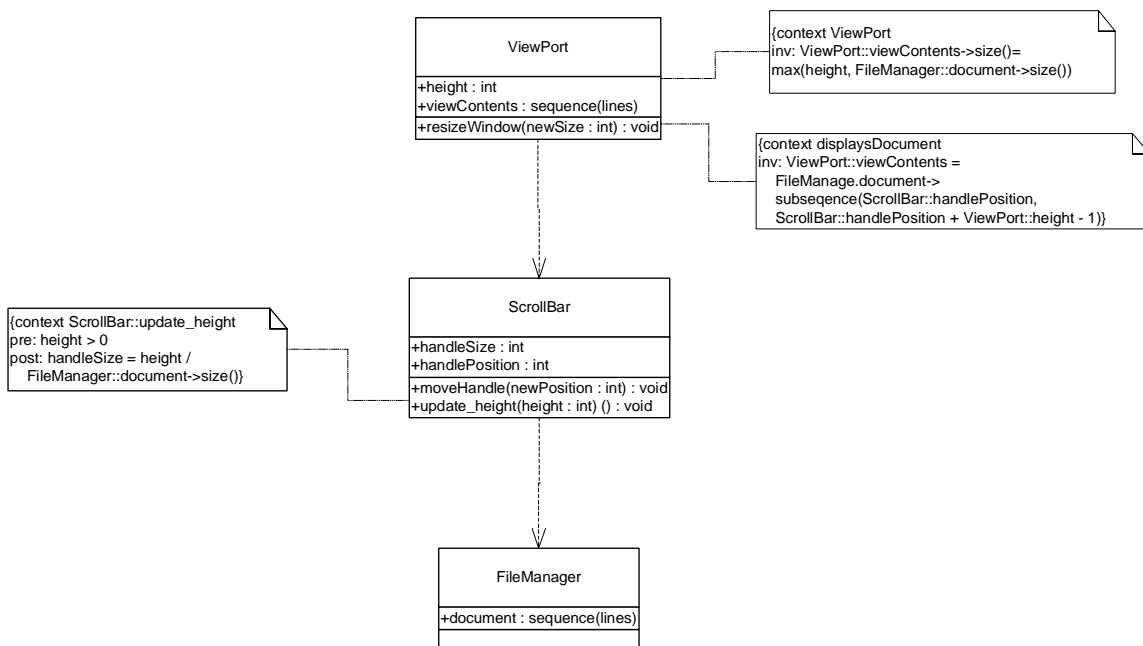 ViewPort
+height : int
+viewContents : sequence(lines)
+resizeWindow(newSize : int) : void
{context ViewPort
inv: ViewPort::viewContents->size()=
max(height, FileManager::document->size())
{context displaysDocument
inv: ViewPort::viewContents =
FileManage.document->
subseqence(ScrollBar::handlePosition,
ScrollBar::handlePosition + ViewPort::height - 1)}
{context ScrollBar::update_height
pre: height > 0
post: handleSize = height /
FileManager::document->size()}
ScrollBar
+handleSize : int
+handlePosition : int
+moveHandle(newPosition : int) : void
+update_height(height : int) () : void
FileManager
+document : sequence(lines)